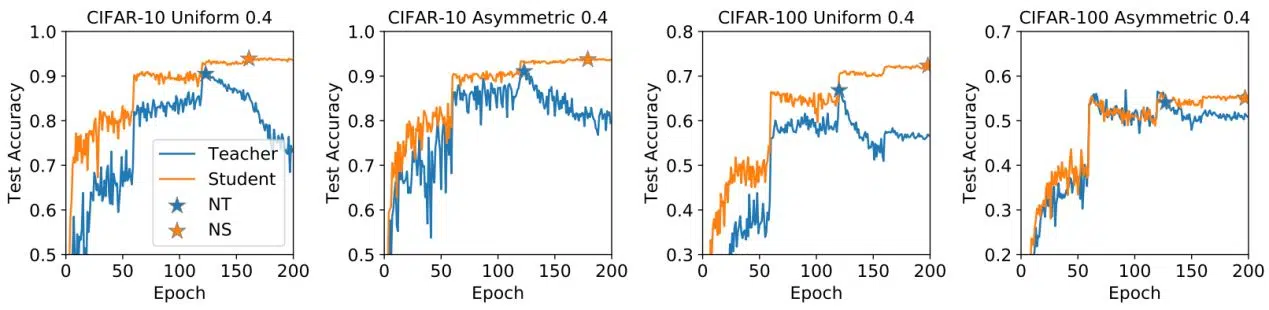 CIFAR-10 Uniform 0.4
1.0
0.9
0.8
0.7
0.6
0.5
Test Accuracy
0 50 100 150 200
Epoch
Teacher
Student
NT
NS
CIFAR-10 Asymmetric 0.4
1.0
0.9
0.8
0.7
0.6
0.5
Test Accuracy
0 50 100 150 200
Epoch
CIFAR-100 Uniform 0.4
0.8
0.7
0.6
0.5
0.4
0.3
Test Accuracy
0 50 100 150 200
Epoch
CIFAR-100 Asymmetric 0.4
0.7
0.6
0.5
0.4
0.3
0.2
Test Accuracy
0 50 100 150 200
Epoch